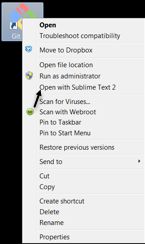 Git
Open
Troubleshoot compatibility
Move to Dropbox
Open file location
Run as administrator
Open with Sublime Text 2
Scan for Viruses...
Scan with Webroot
Pin to Taskbar
Pin to Start Menu
Restore previous versions
Send to
Cut
Copy
Create shortcut
Delete
Rename
Properties